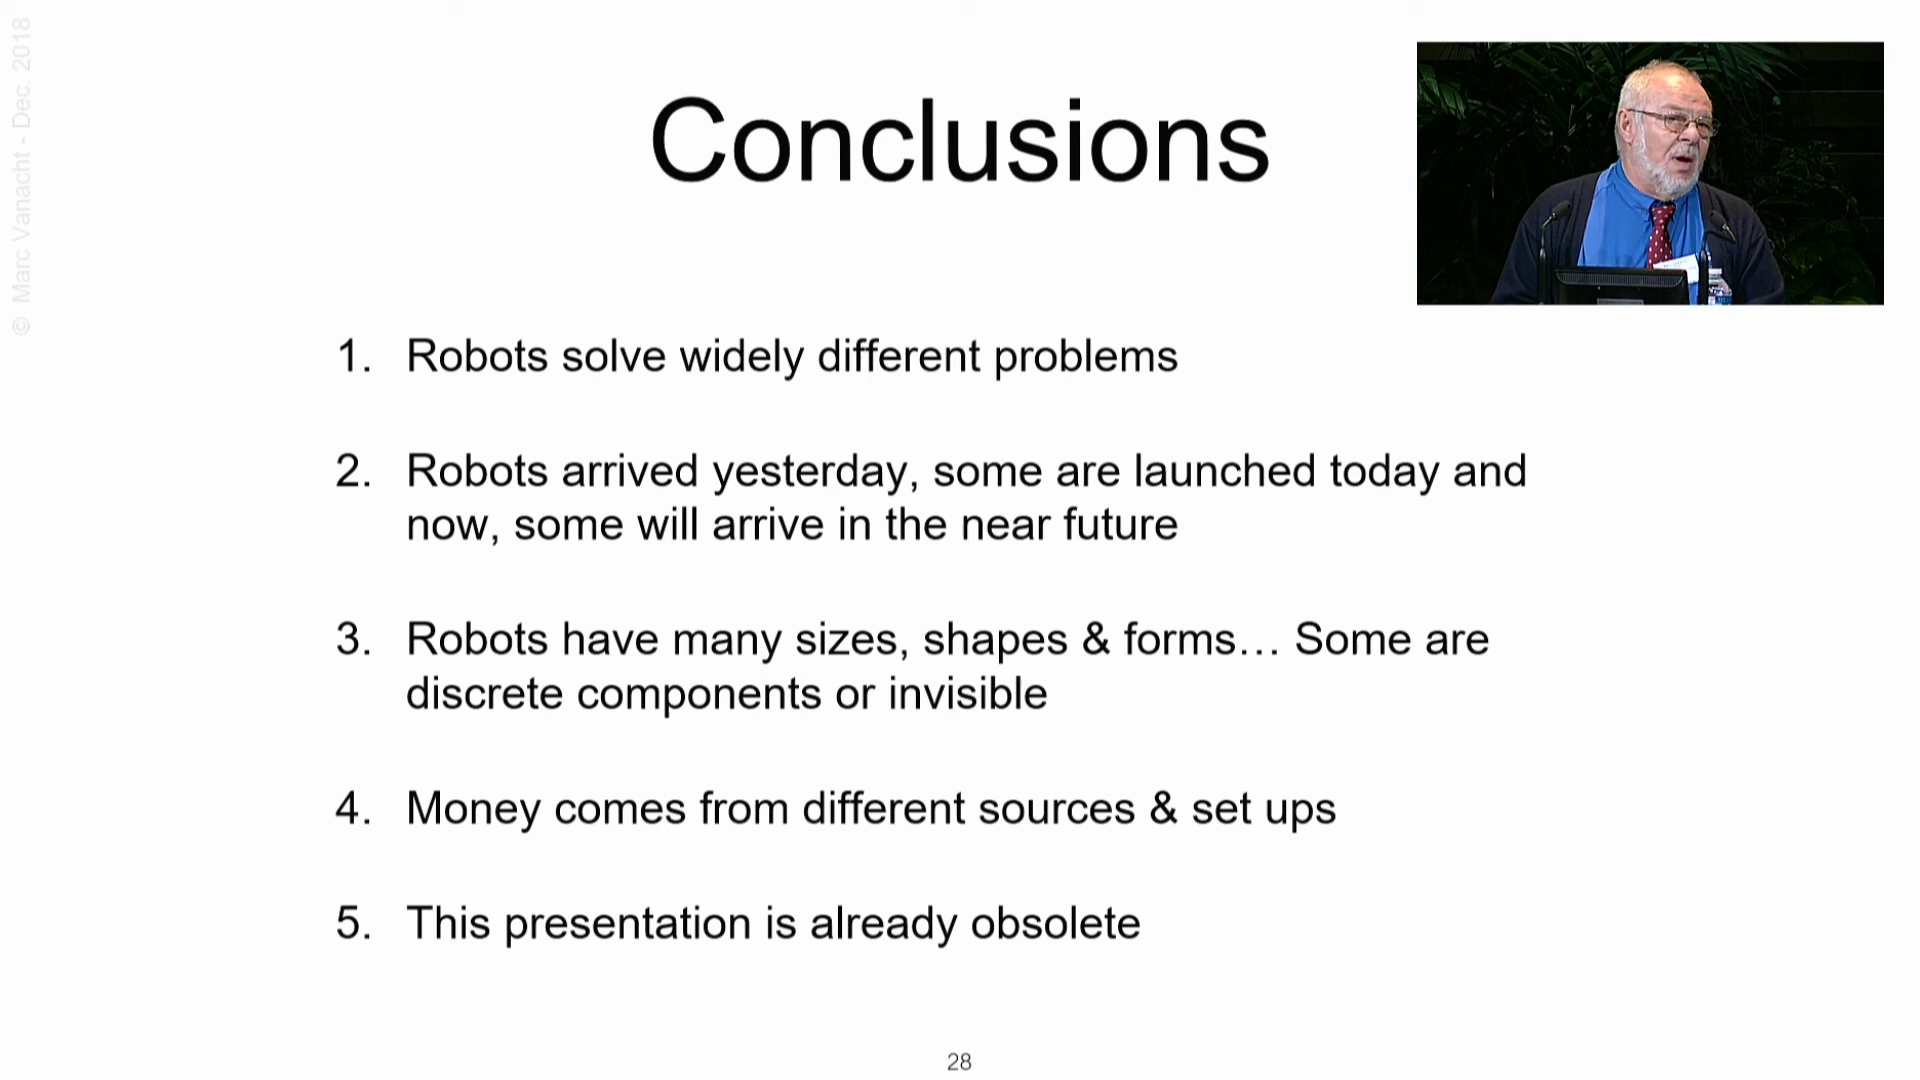 © Marc Vanacht - Dec. 2018
Conclusions
1. Robots solve widely different problems
2. Robots arrived yesterday, some are launched today and
now, some will arrive in the near future
3. Robots have many sizes, shapes & forms… Some are
discrete components or invisible
4. Money comes from different sources & set ups
5. This presentation is already obsolete
28